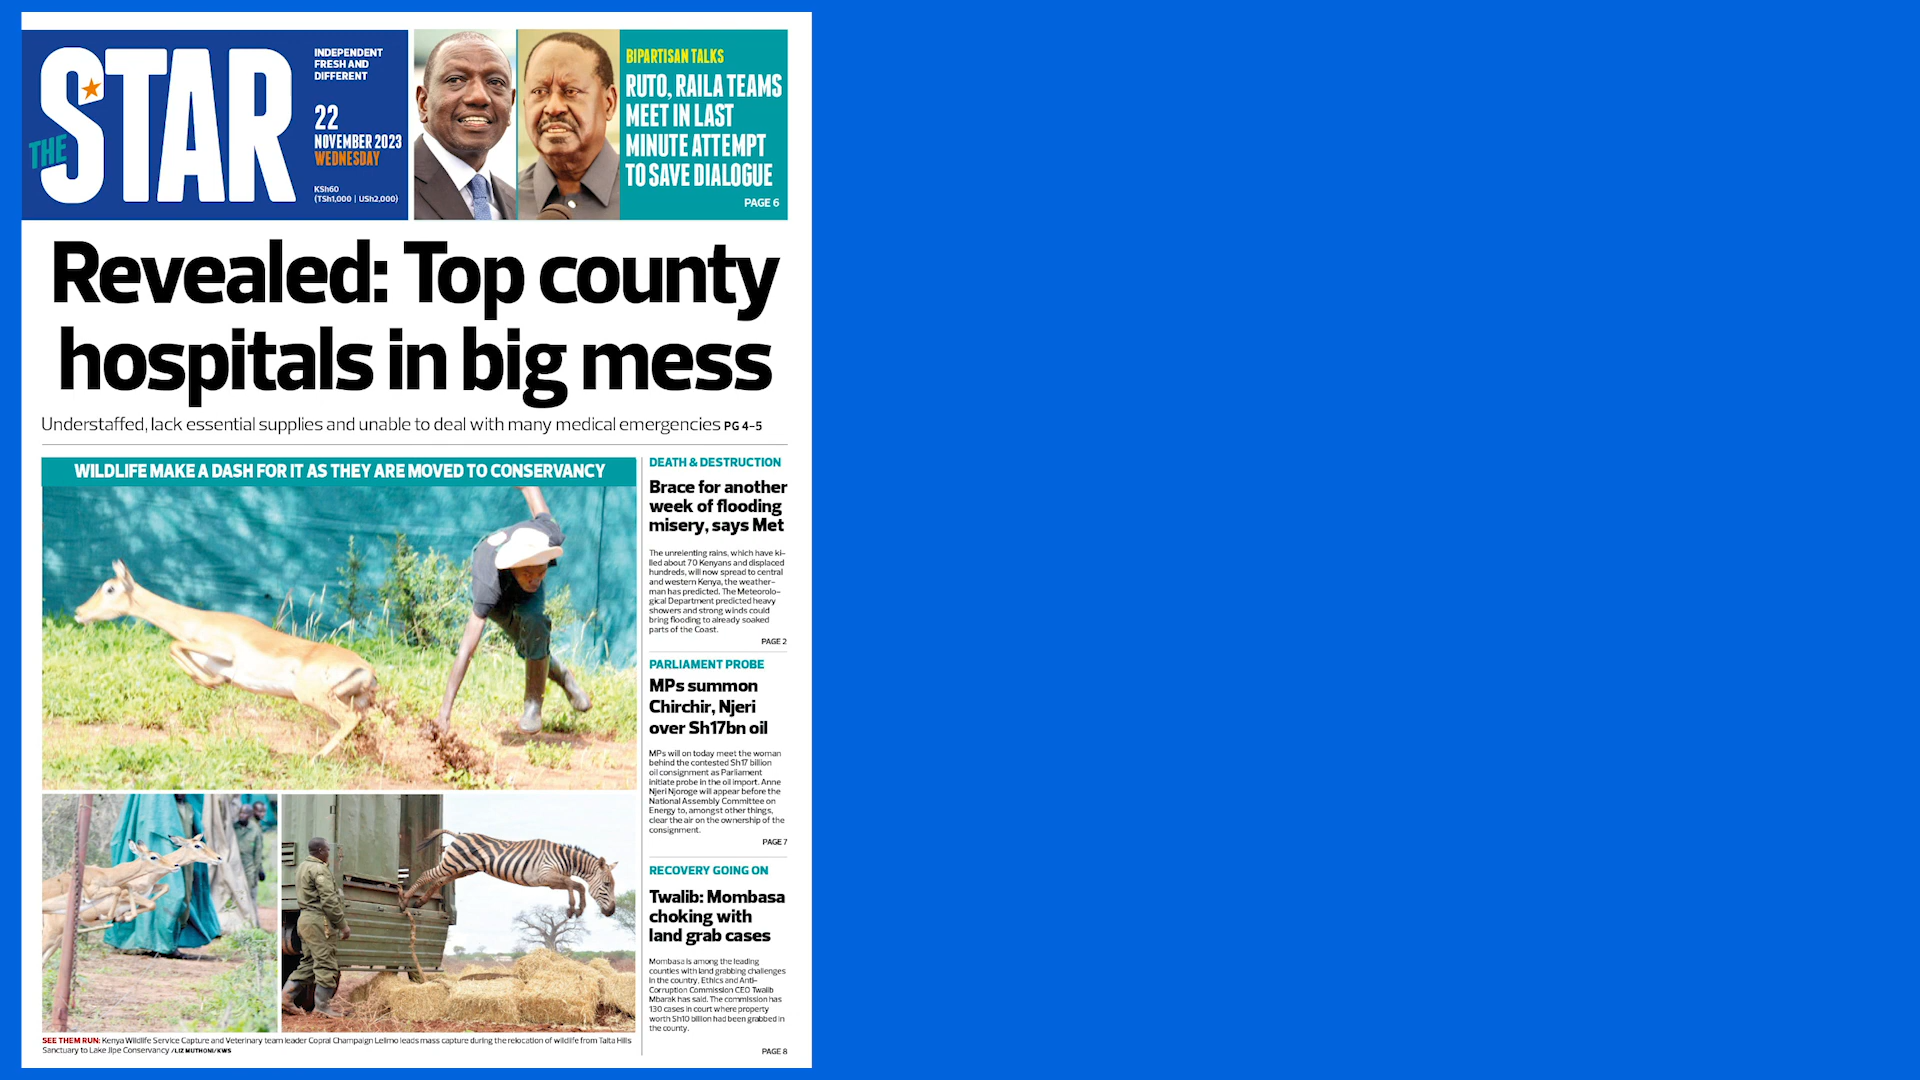 THE STAR
INDEPENDENT
FRESH AND
DIFFERENT
22
NOVEMBER 2023
WEDNESDAY
KSh60
(TSh1,000 | USh2,000)
BIPARTISAN TALKS
RUTO, RAILA TEAMS
MEET IN LAST
MINUTE ATTEMPT
TO SAVE DIALOGUE
PAGE 6
Revealed: Top county
hospitals in big mess
Understaffed, lack essential supplies and unable to deal with many medical emergencies PG 4-5
WILDLIFE MAKE A DASH FOR IT AS THEY ARE MOVED TO CONSERVANCY
SEE THEM RUN: Kenya Wildlife Service Capture and Veterinary team leader Copral Champaign Lelimo leads mass capture during the relocation of wildlife from Taita Hills
Sanctuary to Lake Jipe Conservancy /LIZ MUTHONI/KWS
DEATH & DESTRUCTION
Brace for another
week of flooding
misery, says Met
The unrelenting rains, which have ki-
lled about 70 Kenyans and displaced
hundreds, will now spread to central
and western Kenya, the weather-
man has predicted. The Meteorolo-
gical Department predicted heavy
showers and strong winds could
bring flooding to already soaked
parts of the Coast.
PAGE 2
PARLIAMENT PROBE
MPs summon
Chirchir, Njeri
over Sh17bn oil
MPs will on today meet the woman
behind the contested Sh17 billion
oil consignment as Parliament
initiate probe in the oil import. Anne
Njeri Njoroge will appear before the
National Assembly Committee on
Energy to, amongst other things,
clear the air on the ownership of the
consignment.
PAGE 7
RECOVERY GOING ON
Twalib: Mombasa
choking with
land grab cases
Mombasa is among the leading
counties with land grabbing challenges
in the country, Ethics and Anti-
Corruption Commission CEO Twalib
Mbarak has said. The commission has
130 cases in court where property
worth Sh10 billion had been grabbed in
the county.
PAGE 8